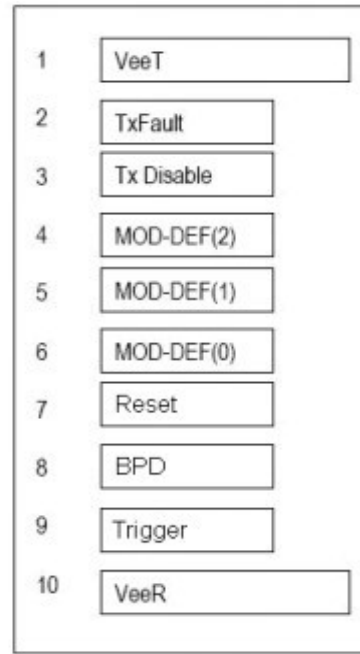 1 VeeT
2 TxFault
3 Tx Disable
4 MOD-DEF(2)
5 MOD-DEF(1)
6 MOD-DEF(0)
7 Reset
8 BPD
9 Trigger
10 VeeR